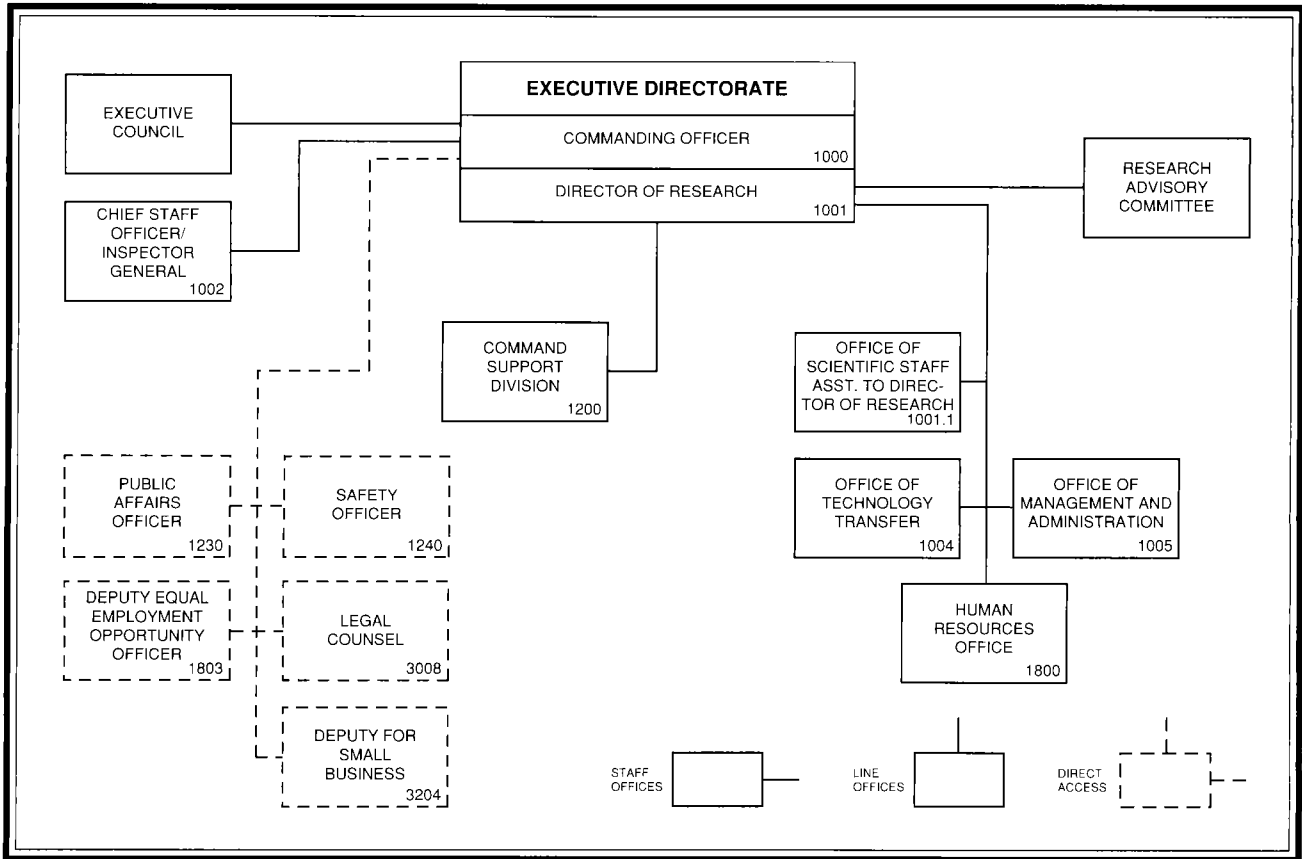 EXECUTIVE DIRECTORATE
COMMANDING OFFICER
1000
DIRECTOR OF RESEARCH
1001
EXECUTIVE
COUNCIL
CHIEF STAFF
OFFICER/
INSPECTOR
GENERAL
1002
RESEARCH
ADVISORY
COMMITTEE
COMMAND
SUPPORT
DIVISION
1200
OFFICE OF
SCIENTIFIC STAFF
ASST. TO DIREC-
TOR OF RESEARCH
1001.1
PUBLIC
AFFAIRS
OFFICER
1230
SAFETY
OFFICER
1240
OFFICE OF
TECHNOLOGY
TRANSFER
1004
OFFICE OF
MANAGEMENT AND
ADMINISTRATION
1005
DEPUTY EQUAL
EMPLOYMENT
OPPORTUNITY
OFFICER
1803
LEGAL
COUNSEL
3008
HUMAN
RESOURCES
OFFICE
1800
DEPUTY FOR
SMALL
BUSINESS
3204
STAFF
OFFICES
LINE
OFFICES
DIRECT
ACCESS